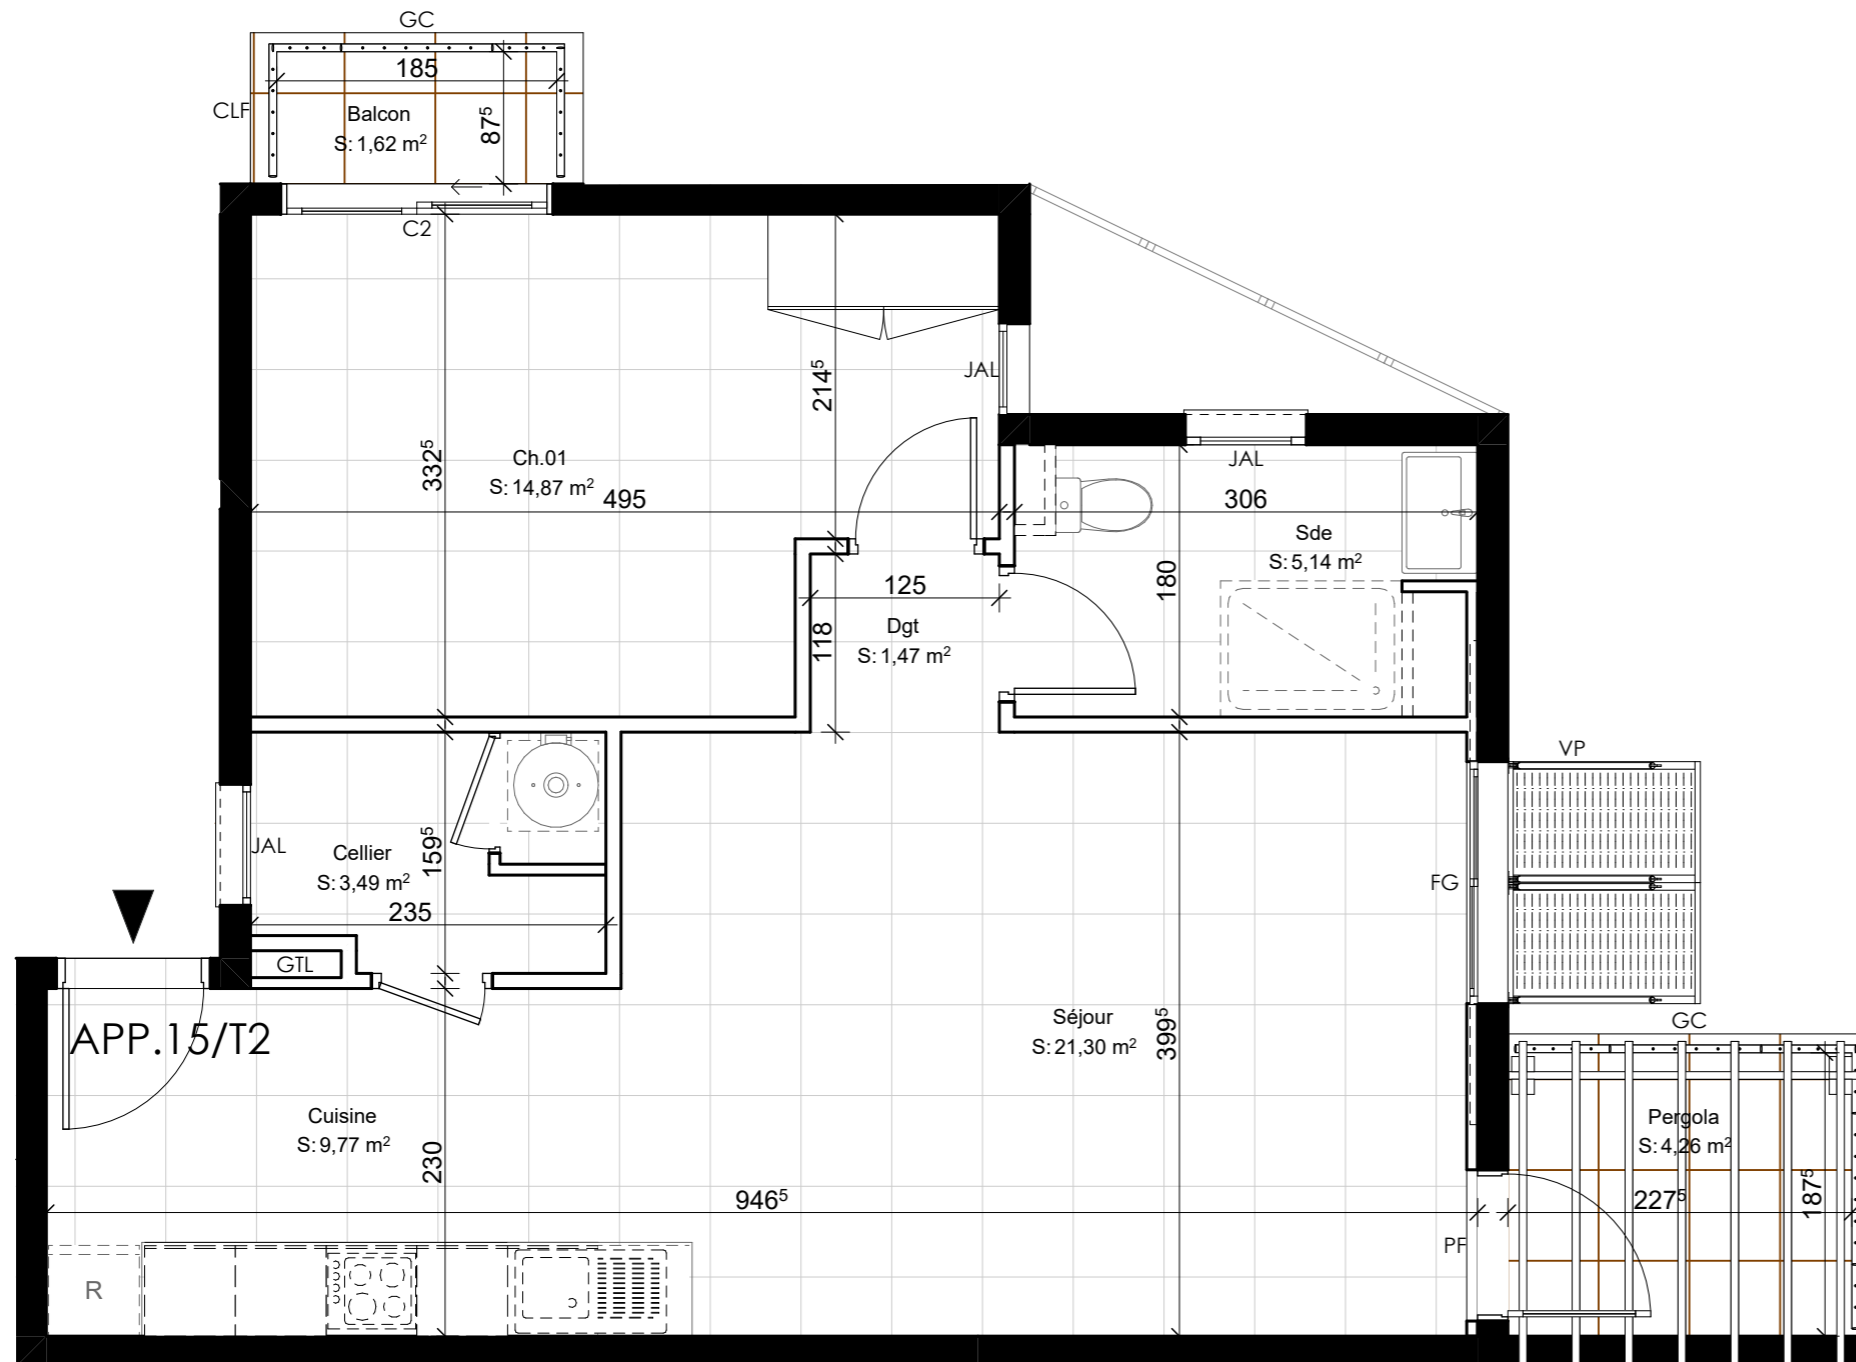 GC
185
CLF
Balcon
S: 1,62 m²
87⁵
C2
214⁵
JAL
332⁵
Ch.01
S: 14,87 m²
495
JAL
306
Sde
S: 5,14 m²
180
125
118
Dgt
S: 1,47 m²
VP
JAL
Cellier
S: 3,49 m²
159⁵
235
FG
GTL
APP.15/T2
Séjour
S: 21,30 m²
399⁵
GC
Cuisine
S: 9,77 m²
230
Pergola
S: 4,26 m²
946⁵
227⁵
187⁵
PF
R